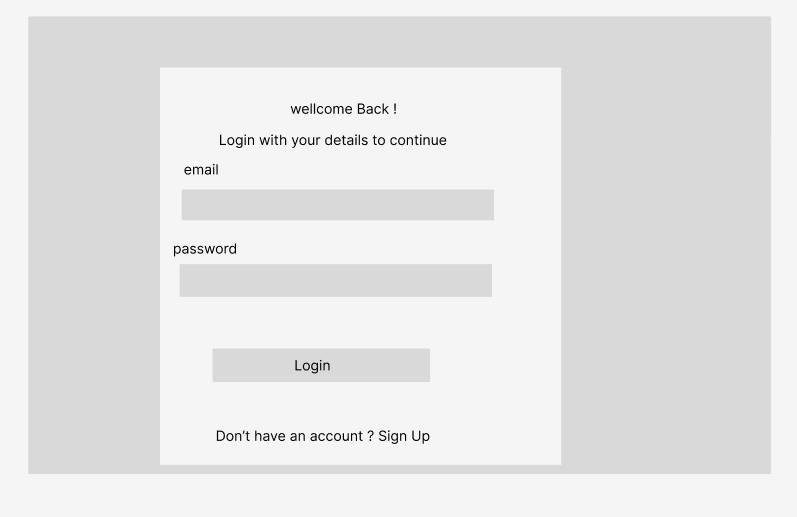 wellcome Back !
Login with your details to continue
email
password
Login
Don’t have an account ? Sign Up